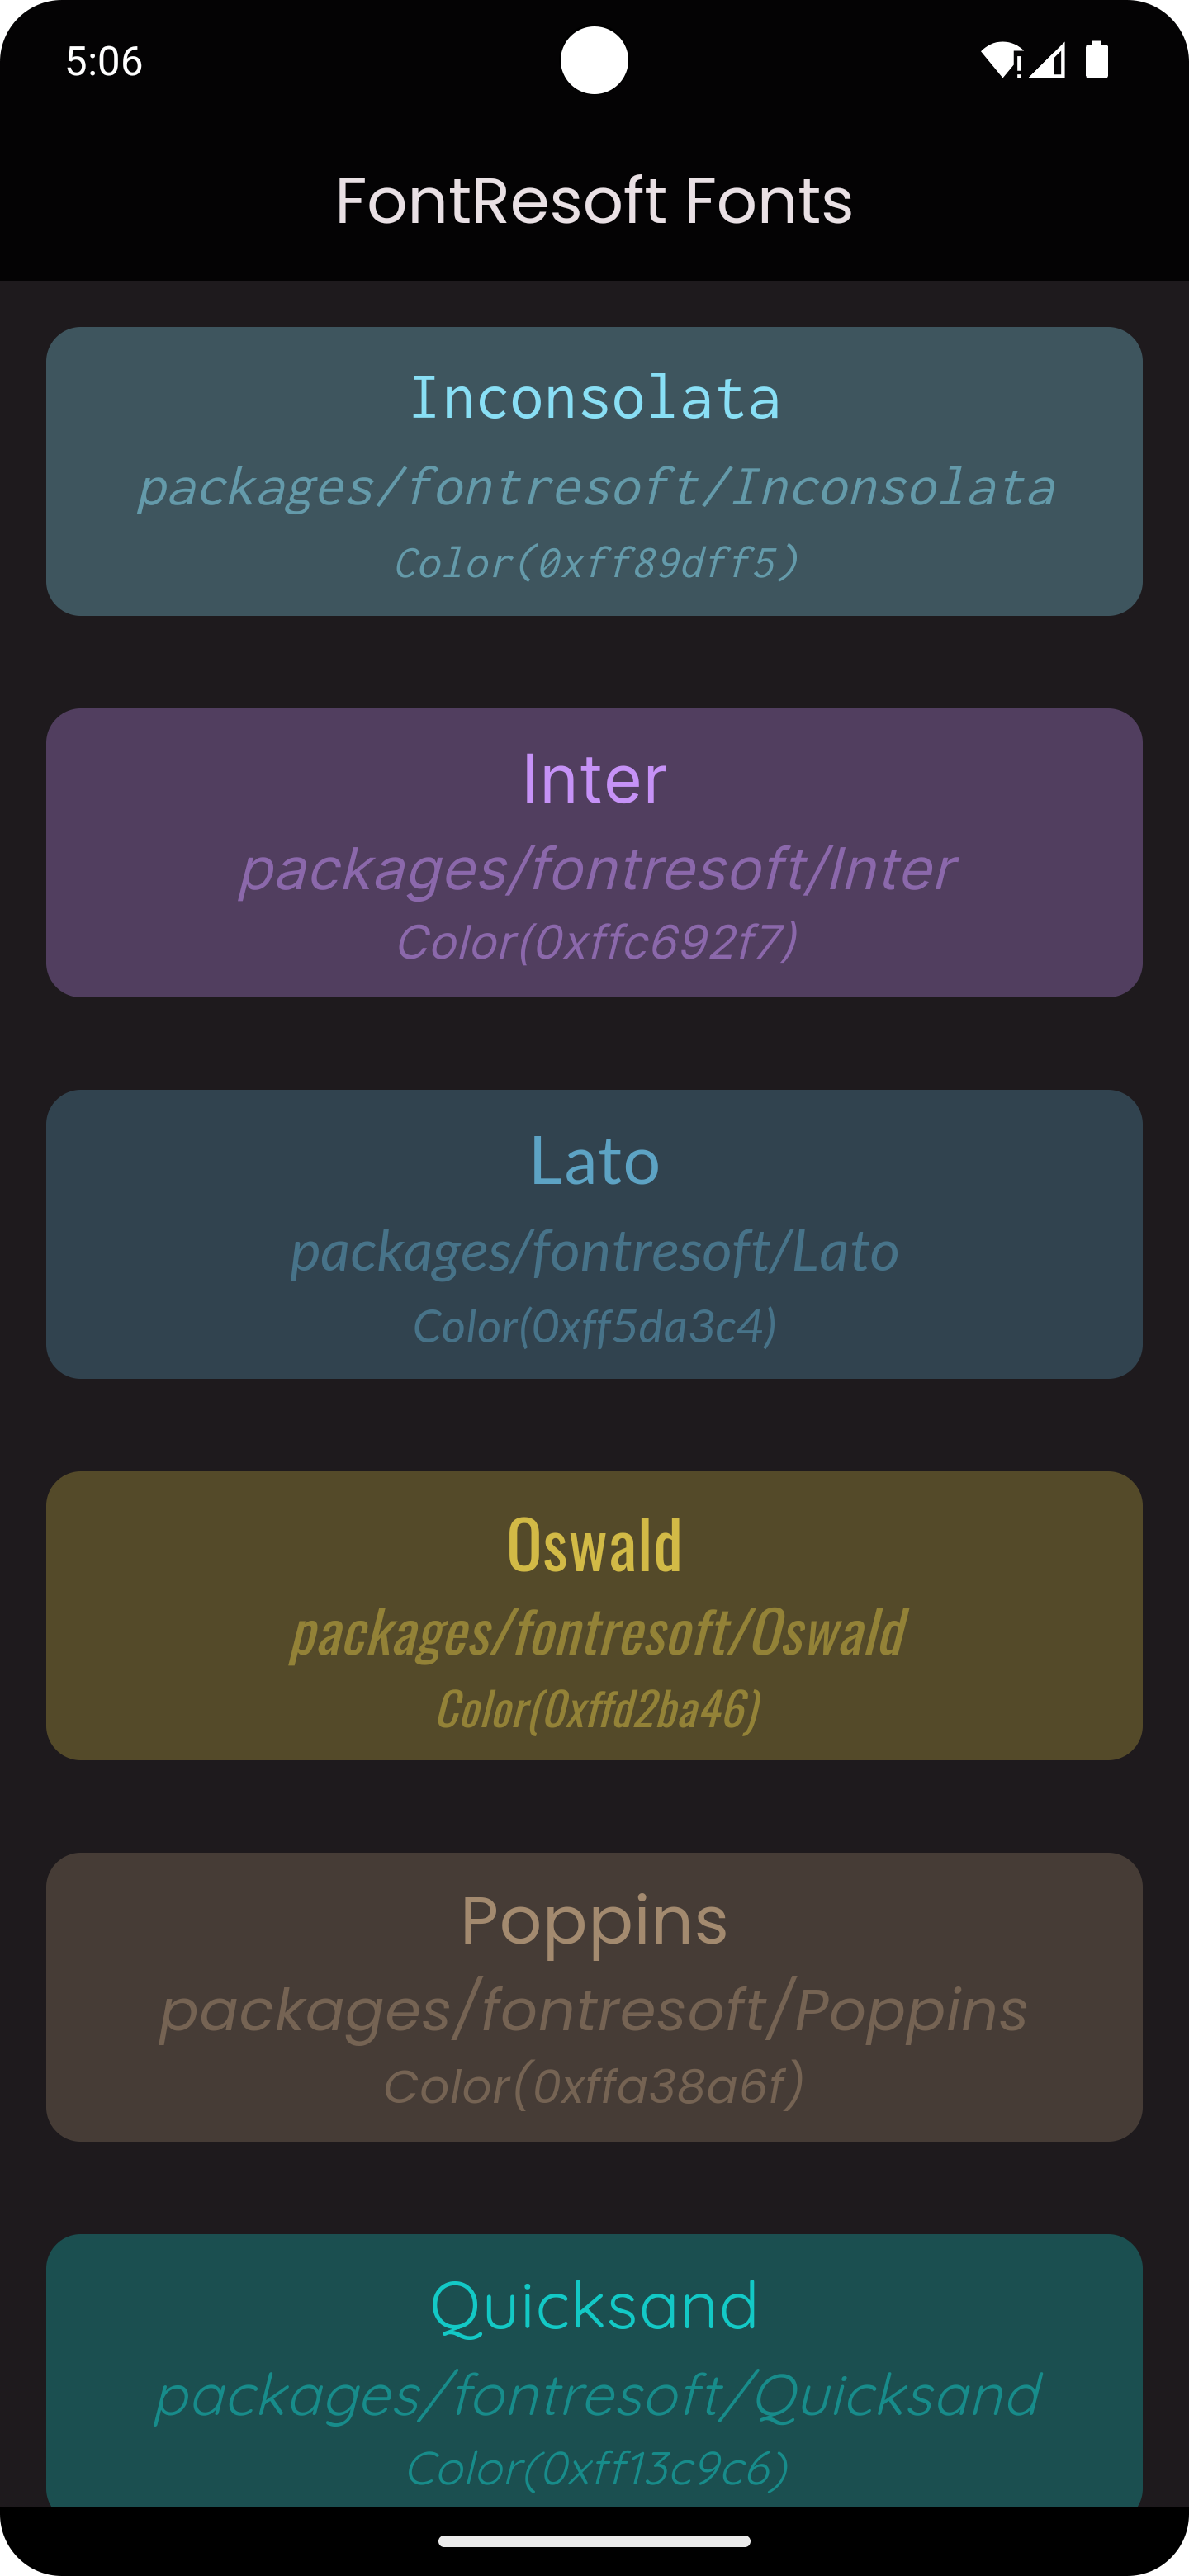 5:06
FontResoft Fonts
Inconsolata
packages/fontresoft/Inconsolata
Color(0xff89dff5)
Inter
packages/fontresoft/Inter
Color(0xffc692f7)
Lato
packages/fontresoft/Lato
Color(0xff5da3c4)
Oswald
packages/fontresoft/Oswald
Color(0xffd2ba46)
Poppins
packages/fontresoft/Poppins
Color(0xffa38a6f)
Quicksand
packages/fontresoft/Quicksand
Color(0xff13c9c6)